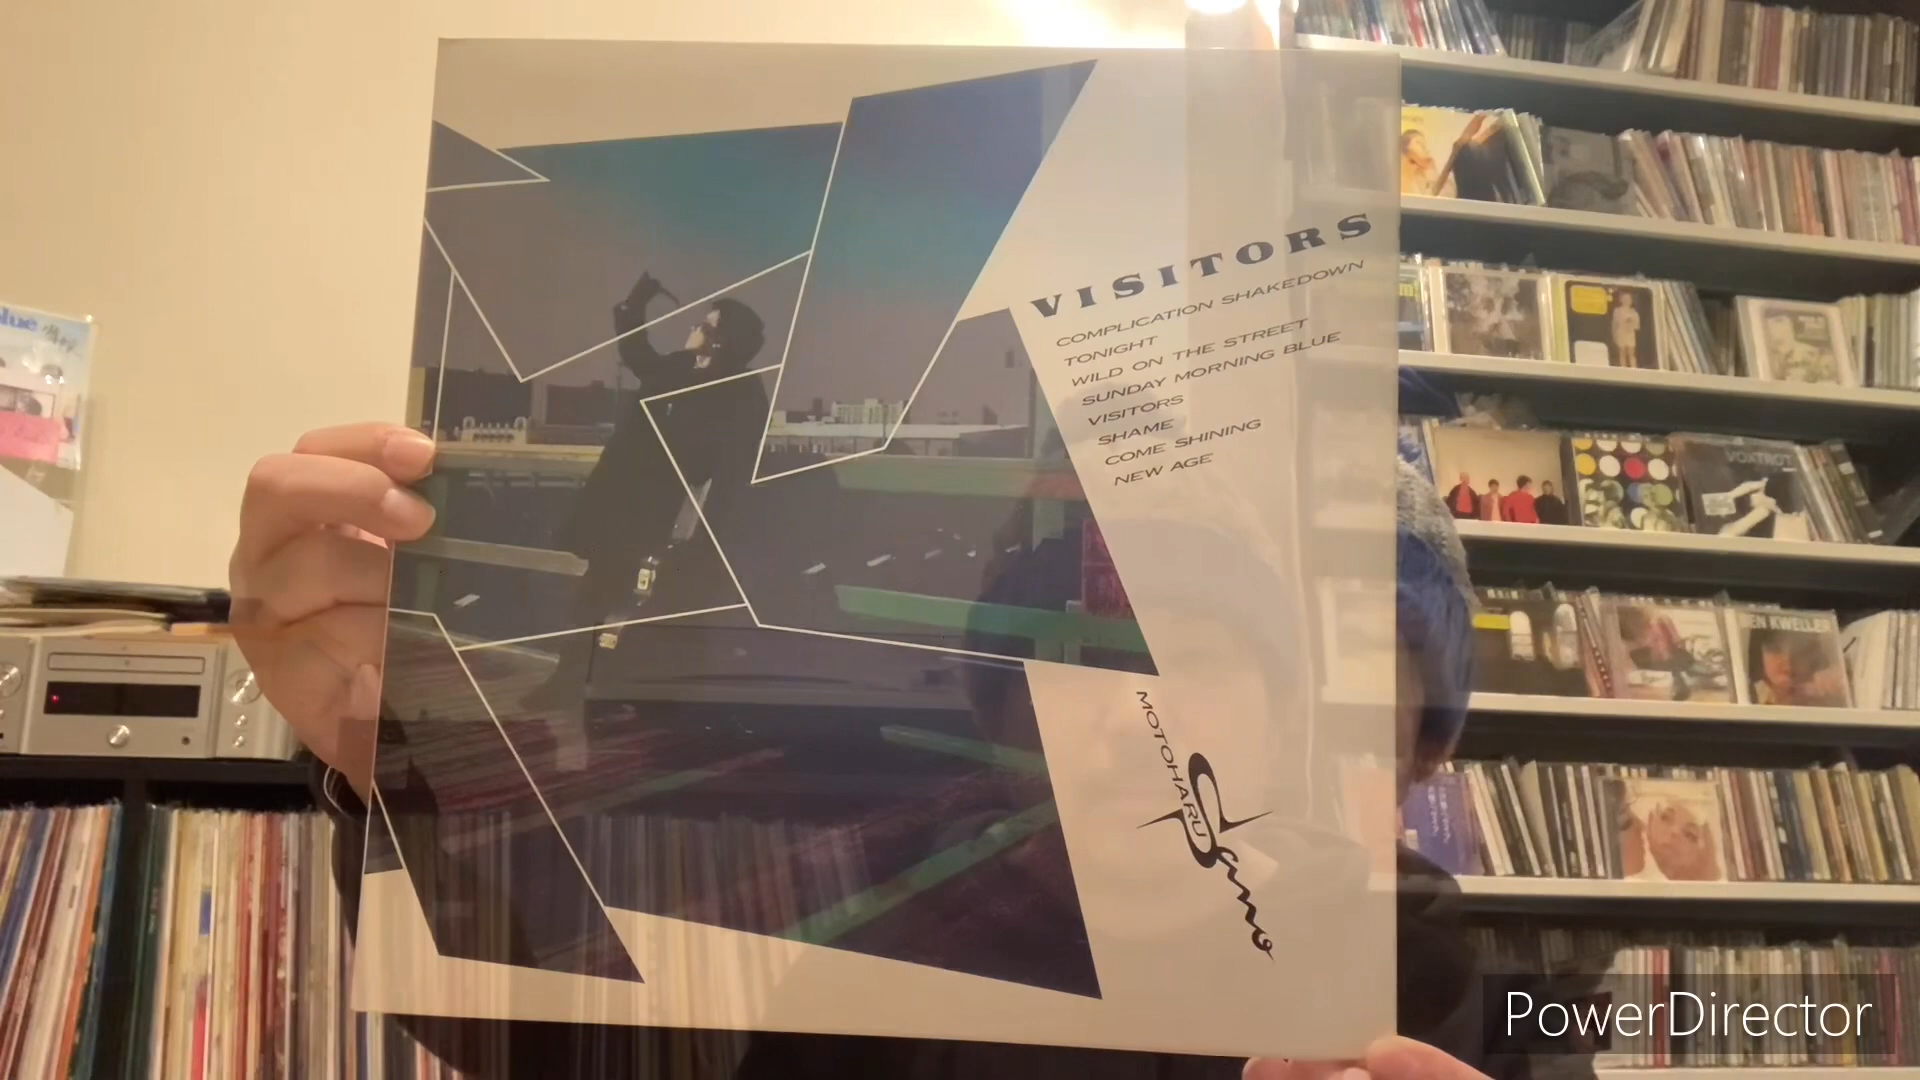 VISITORS
COMPLICATION SHAKEDOWN
TONIGHT
WILD ON THE STREET
SUNDAY MORNING BLUE
VISITORS
SHAME
COME SHINING
NEW AGE
MOTOHARU
Sano
VOXTROT
BEN KWELLER
PowerDirector